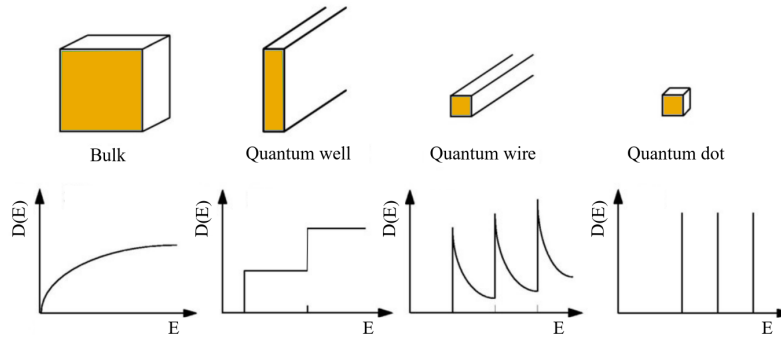 Bulk
Quantum well
Quantum wire
Quantum dot
D(E)
E
D(E)
E
D(E)
E
D(E)
E